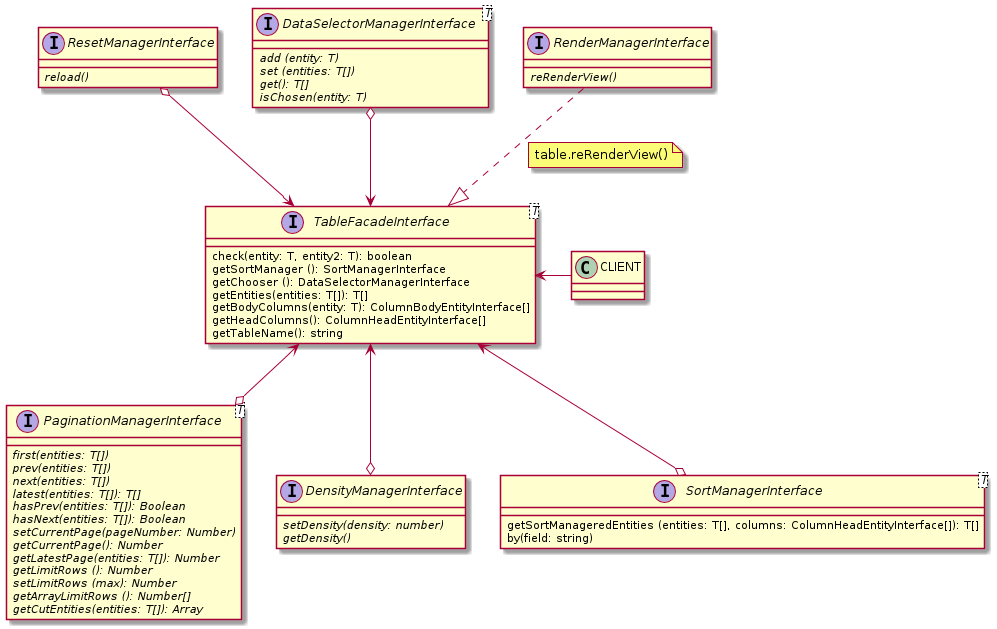 I ResetManagerInterface
reload()
I DataSelectorManagerInterface T
add (entity: T)
set (entities: T[])
get(): T[]
isChosen(entity: T)
I RenderManagerInterface
reRenderView()
table.reRenderView()
I TableFacadeInterface T
check(entity: T, entity2: T): boolean
getSortManager (): SortManagerInterface
getChooser (): DataSelectorManagerInterface
getEntities(entities: T[]): T[]
getBodyColumns(entity: T): ColumnBodyEntityInterface[]
getHeadColumns(): ColumnHeadEntityInterface[]
getTableName(): string
C CLIENT
I PaginationManagerInterface T
first(entities: T[])
prev(entities: T[])
next(entities: T[])
latest(entities: T[]): T[]
hasPrev(entities: T[]): Boolean
hasNext(entities: T[]): Boolean
setCurrentPage(pageNumber: Number)
getCurrentPage(): Number
getLatestPage(entities: T[]): Number
getLimitRows (): Number
setLimitRows (max): Number
getArrayLimitRows (): Number[]
getCutEntities(entities: T[]): Array
I DensityManagerInterface
setDensity(density: number)
getDensity()
I SortManagerInterface T
getSortManageredEntities (entities: T[], columns: ColumnHeadEntityInterface[]): T[]
by(field: string)